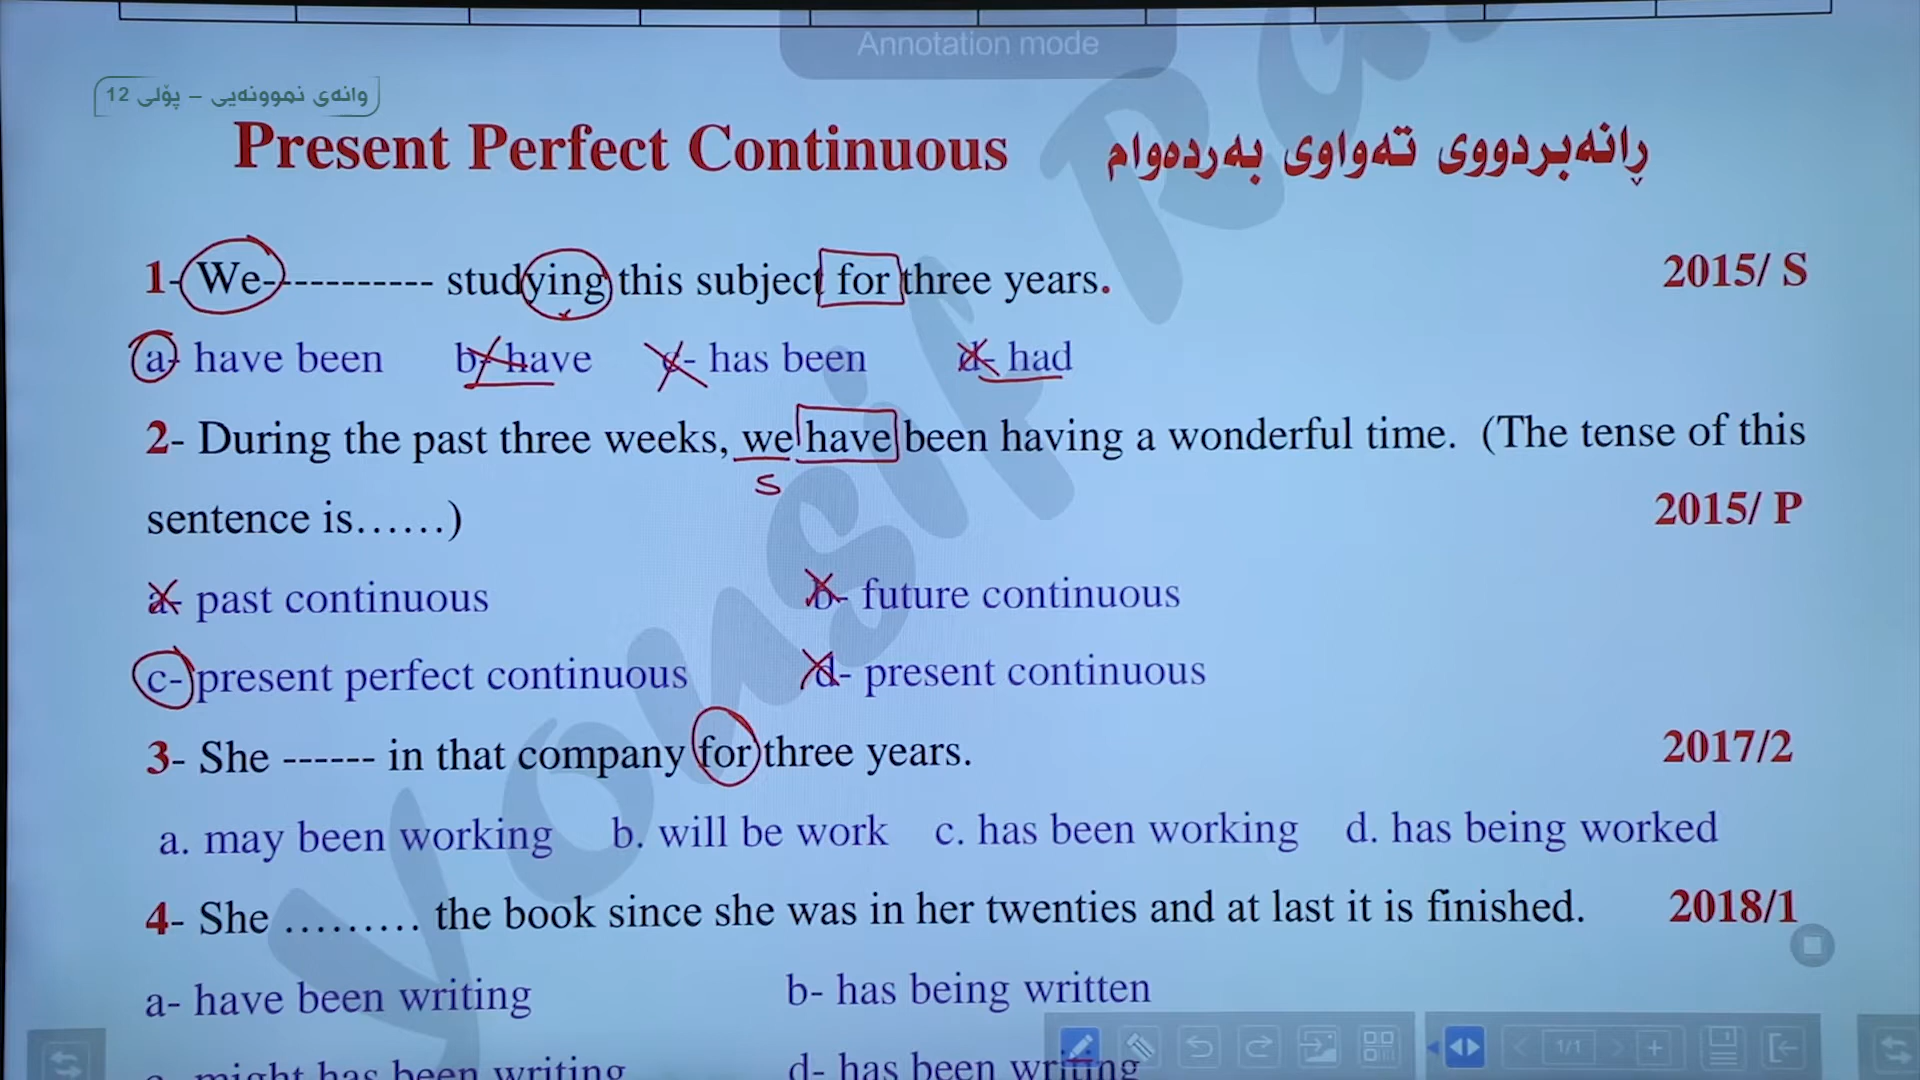 Annotation mode
وانەی نموونەیی – پۆلی 12
Present Perfect Continuous ڕانەبردووی تەواوی بەردەوام
1- We------------ studying this subject for three years. 2015/ S
a- have been b- have c- has been d- had
2- During the past three weeks, we have been having a wonderful time. (The tense of this
S
sentence is……) 2015/ P
a- past continuous b- future continuous
c- present perfect continuous d- present continuous
3- She ------ in that company for three years. 2017/2
a. may been working b. will be work c. has been working d. has being worked
4- She ……… the book since she was in her twenties and at last it is finished. 2018/1
a- have been writing b- has being written
c- might has been writing d- has been writing
1/1